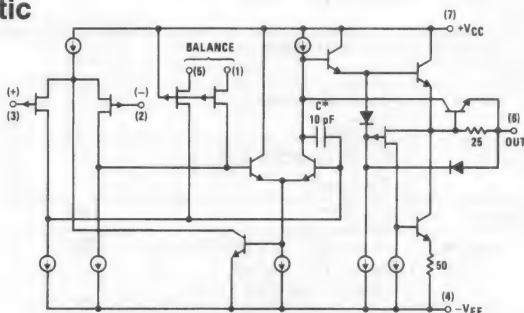 tic
(7)
+VCC
BALANCE
(5) (1)
(+)
(3)
(−)
(2)
C*
10 pF
(6)
OUT
25
50
(4)
−VEE